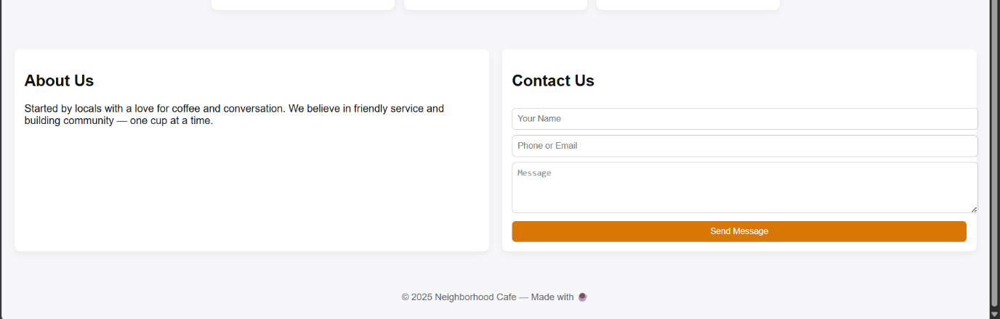 About Us
Started by locals with a love for coffee and conversation. We believe in friendly service and
building community — one cup at a time.
Contact Us
Your Name
Phone or Email
Message
Send Message
© 2025 Neighborhood Cafe — Made with